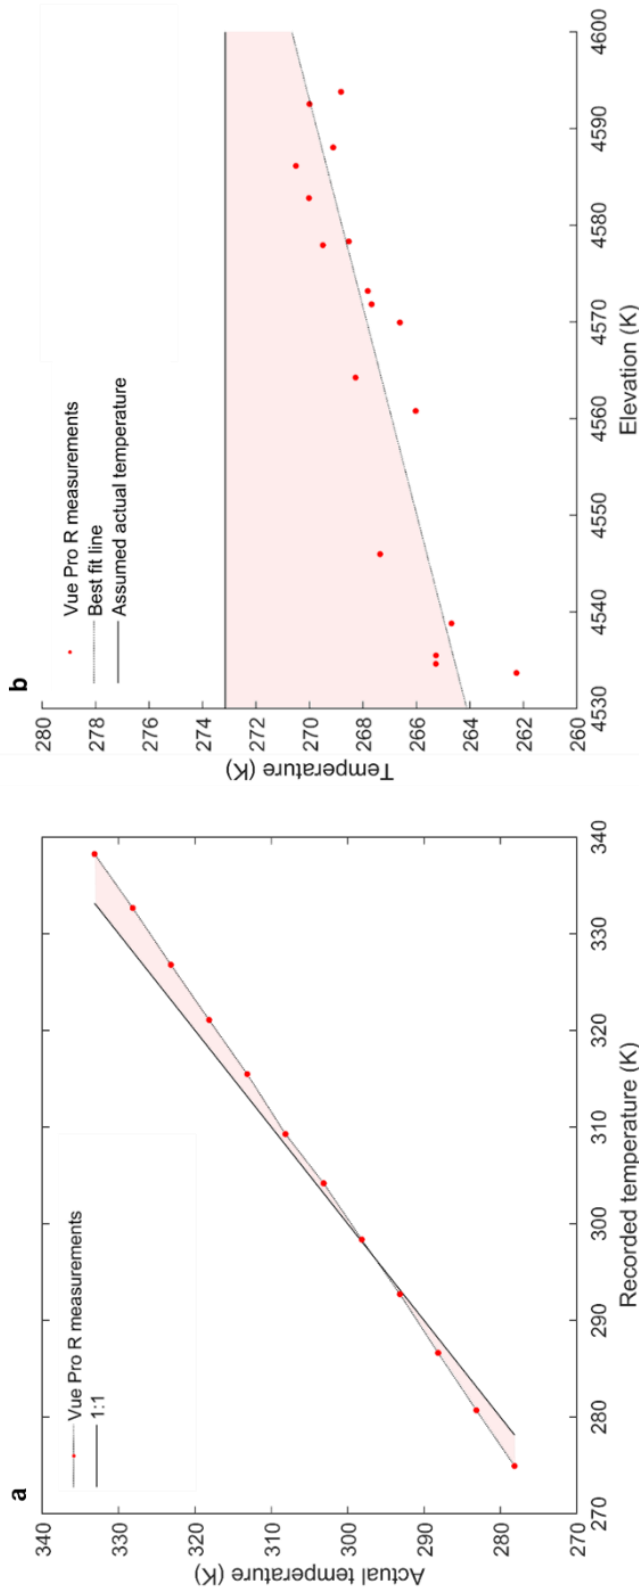 a
Vue Pro R measurements
1:1
340
330
320
310
300
290
280
270
Actual temperature (K)
270 280 290 300 310 320 330 340
Recorded temperature (K)
b
Vue Pro R measurements
Best fit line
Assumed actual temperature
280
278
276
274
272
270
268
266
264
262
260
Temperature (K)
4530 4540 4550 4560 4570 4580 4590 4600
Elevation (K)